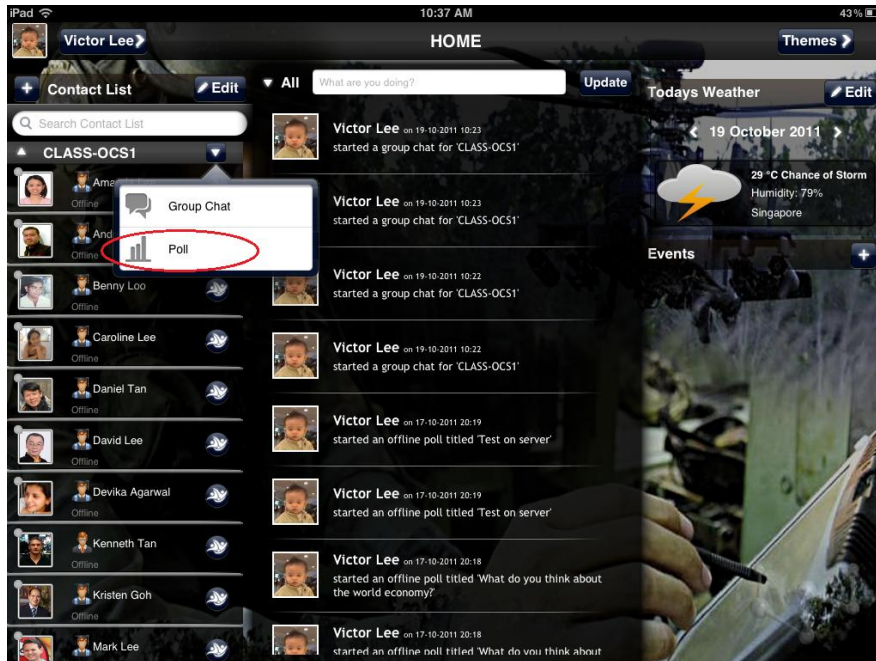 iPad 10:37 AM 43%
Victor Lee HOME Themes
+ Contact List Edit
Search Contact List
CLASS-OCS1
Offline
Group Chat
Poll
Offline
Benny Loo
Offline
Caroline Lee
Offline
Daniel Tan
Offline
David Lee
Offline
Devika Agarwal
Offline
Kenneth Tan
Offline
Kristen Goh
Offline
Mark Lee
All What are you doing? Update
Victor Lee on 19-10-2011 10:23
started a group chat for 'CLASS-OCS1'
Victor Lee on 19-10-2011 10:23
started a group chat for 'CLASS-OCS1'
Victor Lee on 19-10-2011 10:22
started a group chat for 'CLASS-OCS1'
Victor Lee on 19-10-2011 10:22
started a group chat for 'CLASS-OCS1'
Victor Lee on 17-10-2011 20:19
started an offline poll titled 'Test on server'
Victor Lee on 17-10-2011 20:19
started an offline poll titled 'Test on server'
Victor Lee on 17-10-2011 20:18
started an offline poll titled 'What do you think about
the world economy?'
Victor Lee on 17-10-2011 20:18
started an offline poll titled 'What do you think about
Todays Weather Edit
19 October 2011
29 °C Chance of Storm
Humidity: 79%
Singapore
Events +